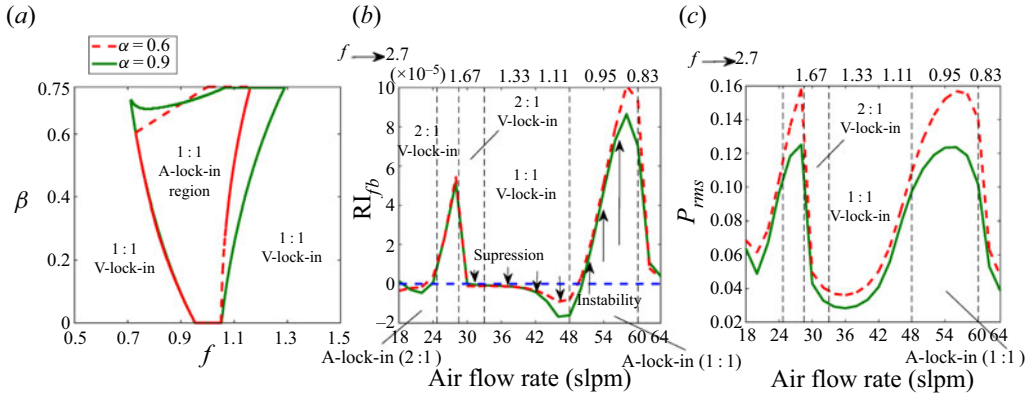 (a)
α = 0.6
α = 0.9
β
0.75
0.6
0.4
0.2
0
1 : 1
A-lock-in
region
1 : 1
V-lock-in
1 : 1
V-lock-in
0.5 0.7 0.9 1.1 1.3 1.5
f
(b)
f 2.7
(×10⁻⁵) 1.67 1.33 1.11 0.95 0.83
RI_fb
10
8
6
4
2
0
−2
2 : 1
V-lock-in
2 : 1
V-lock-in
1 : 1
V-lock-in
Supression
Instability
18 24 30 36 42 48 54 60 64
A-lock-in (2 : 1)
A-lock-in (1 : 1)
Air flow rate (slpm)
(c)
f 2.7
1.67 1.33 1.11 0.95 0.83
P_rms
0.16
0.14
0.12
0.10
0.08
0.06
0.04
0.02
2 : 1
V-lock-in
1 : 1
V-lock-in
18 24 30 36 42 48 54 60 64
A-lock-in (1 : 1)
Air flow rate (slpm)